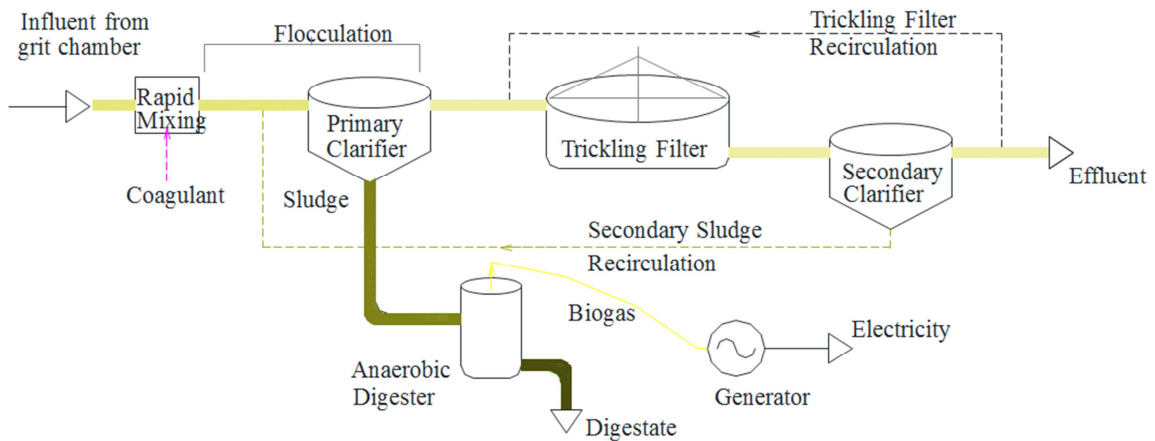 Influent from
grit chamber
Flocculation
Trickling Filter
Recirculation
Rapid
Mixing
Primary
Clarifier
Trickling Filter
Secondary
Clarifier
Effluent
Coagulant
Sludge
Secondary Sludge
Recirculation
Biogas
Electricity
Anaerobic
Digester
Generator
Digestate